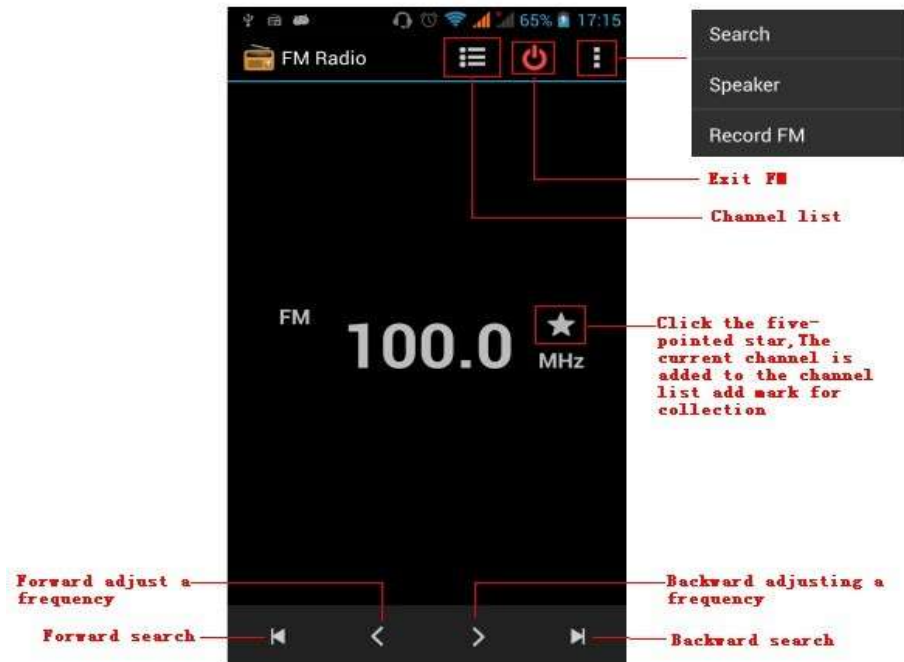 65% 17:15
FM Radio
Search
Speaker
Record FM
Exit FM
Channel list
FM
100.0
MHz
Click the five-
pointed star,The
current channel is
added to the channel
list add mark for
collection
Forward adjust a
frequency
Backward adjusting a
frequency
Forward search
Backward search